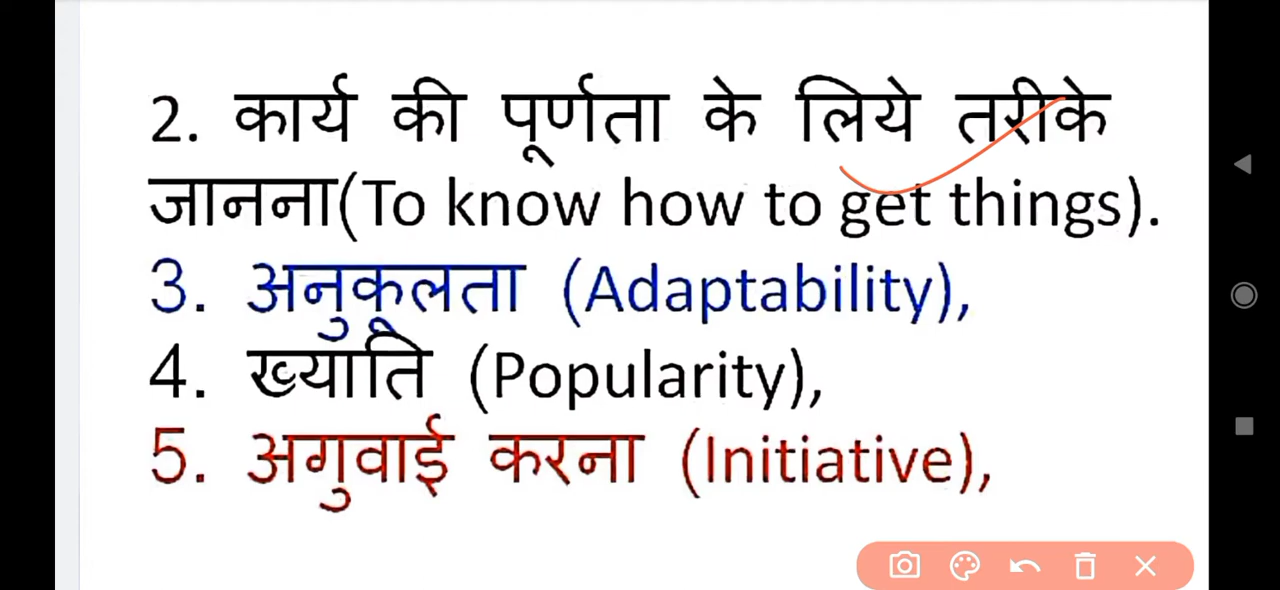 2. कार्य की पूर्णता के लिये तरीके
जानना(To know how to get things).
3. अनुकूलता (Adaptability),
4. ख्याति (Popularity),
5. अगुवाई करना (Initiative),